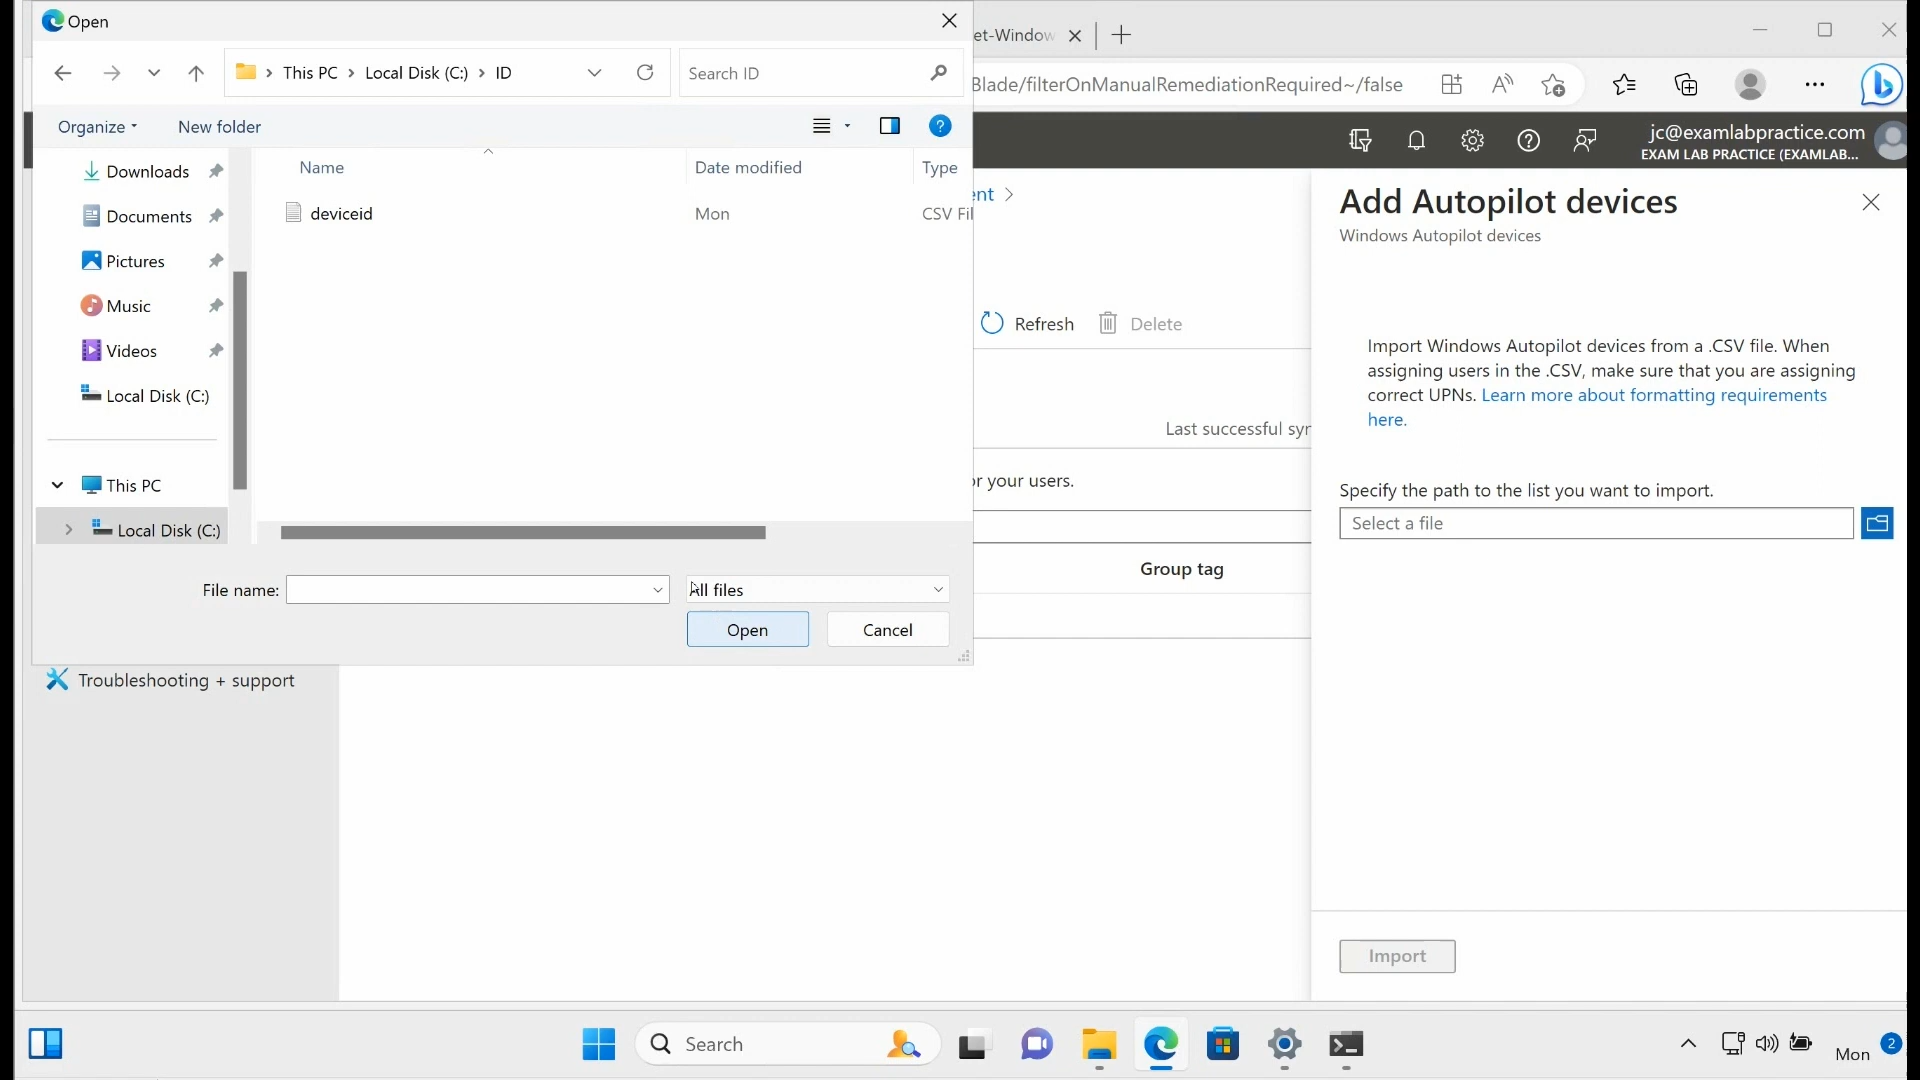 Open
This PC > Local Disk (C:) > ID
Search ID
Organize
New folder
Name
Date modified
Type
deviceid
Mon
CSV Fil
Downloads
Documents
Pictures
Music
Videos
Local Disk (C:)
This PC
Local Disk (C:)
File name:
All files
Open
Cancel
et-Window
Blade/filterOnManualRemediationRequired~/false
jc@examlabpractice.com
EXAM LAB PRACTICE (EXAMLAB...
ent >
Refresh
Delete
Last successful syn
or your users.
Group tag
Troubleshooting + support
Add Autopilot devices
Windows Autopilot devices
Import Windows Autopilot devices from a .CSV file. When
assigning users in the .CSV, make sure that you are assigning
correct UPNs. Learn more about formatting requirements
here.
Specify the path to the list you want to import.
Select a file
Import
Search
Mon
2